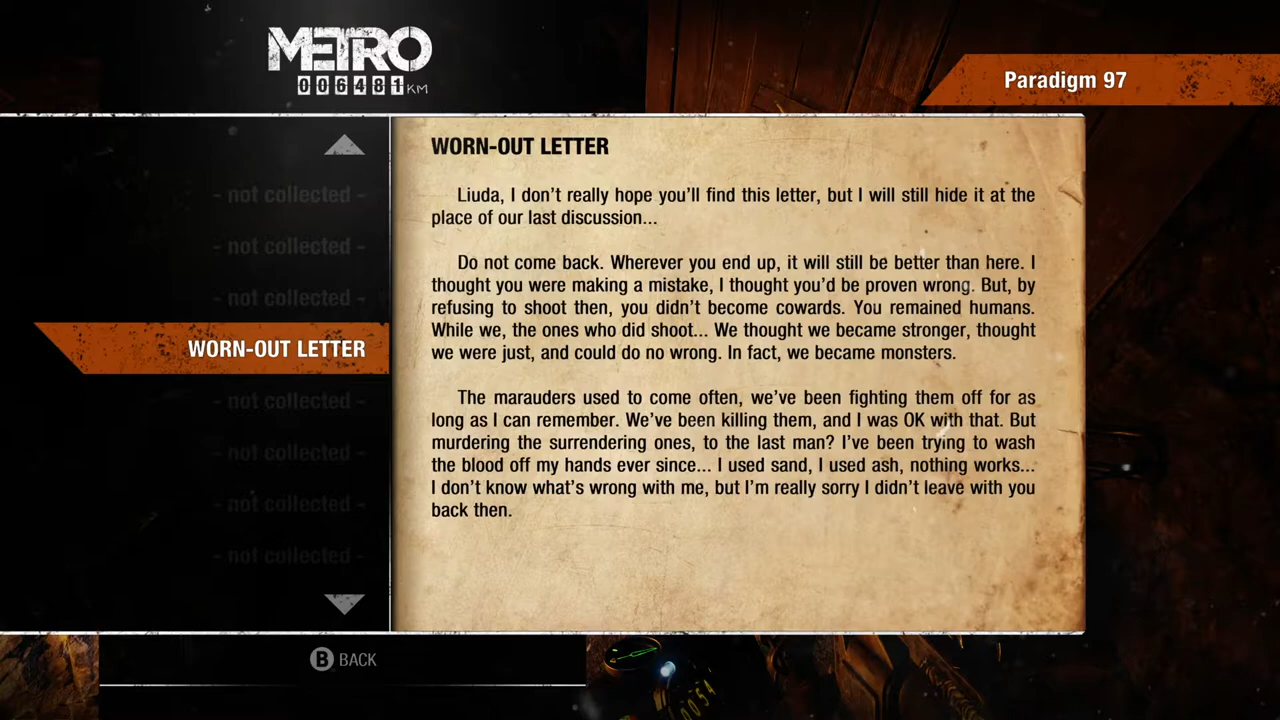 METRO
006481 KM
Paradigm 97
- not collected -
- not collected -
- not collected -
WORN-OUT LETTER
- not collected -
- not collected -
- not collected -
- not collected -
WORN-OUT LETTER
Liuda, I don't really hope you'll find this letter, but I will still hide it at the
place of our last discussion...
Do not come back. Wherever you end up, it will still be better than here. I
thought you were making a mistake, I thought you'd be proven wrong. But, by
refusing to shoot then, you didn't become cowards. You remained humans.
While we, the ones who did shoot... We thought we became stronger, thought
we were just, and could do no wrong. In fact, we became monsters.
The marauders used to come often, we've been fighting them off for as
long as I can remember. We've been killing them, and I was OK with that. But
murdering the surrendering ones, to the last man? I've been trying to wash
the blood off my hands ever since... I used sand, I used ash, nothing works...
I don't know what's wrong with me, but I'm really sorry I didn't leave with you
back then.
B BACK
0054